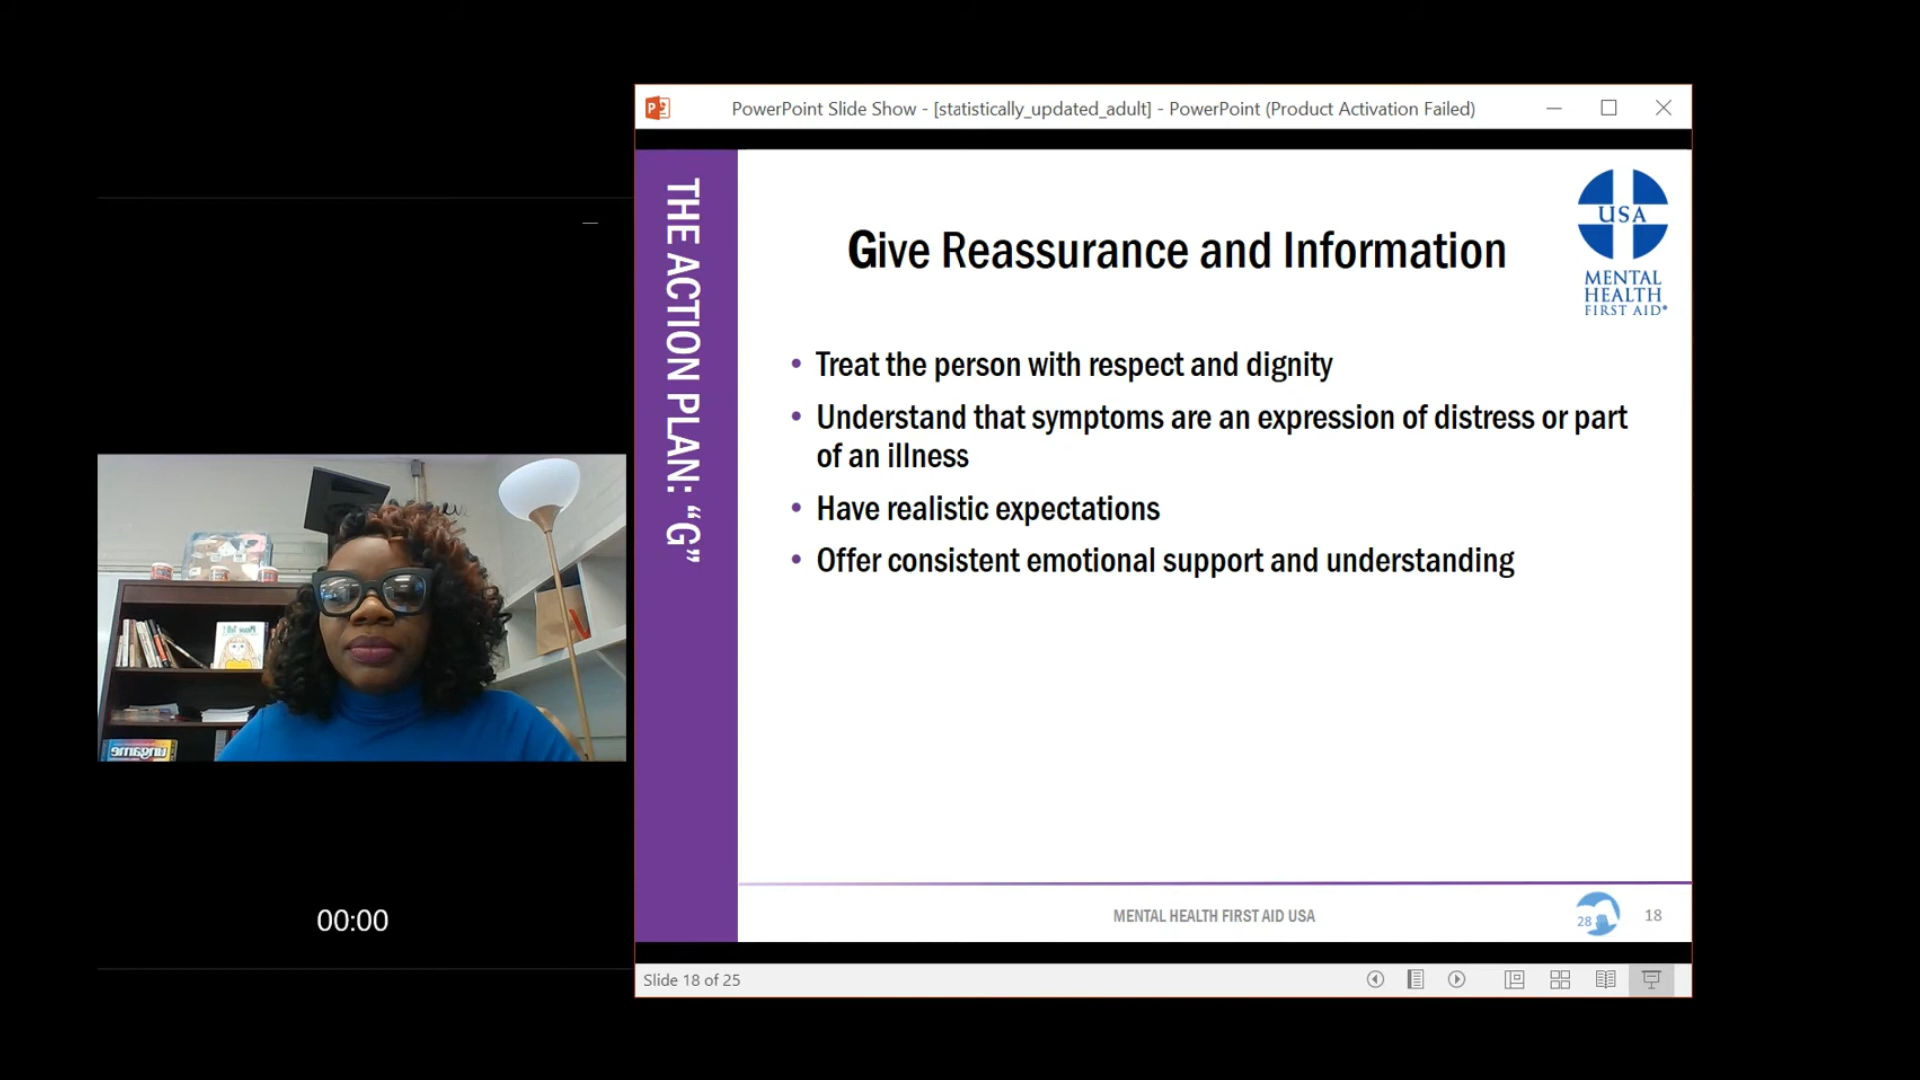 PowerPoint Slide Show - [statistically_updated_adult] - PowerPoint (Product Activation Failed)
THE ACTION PLAN: “G”
Give Reassurance and Information
USA
MENTAL
HEALTH
FIRST AID®
• Treat the person with respect and dignity
• Understand that symptoms are an expression of distress or part
of an illness
• Have realistic expectations
• Offer consistent emotional support and understanding
ungame
00:00
MENTAL HEALTH FIRST AID USA
28
18
Slide 18 of 25